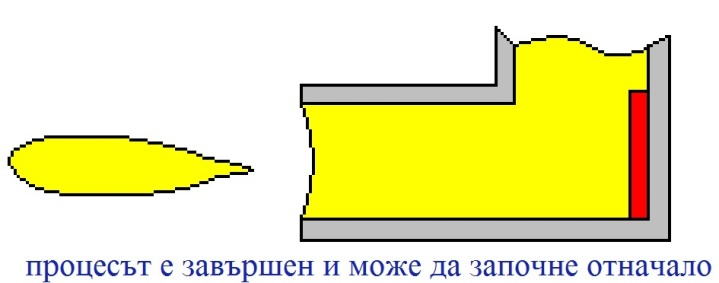 процесът е завършен и може да започне отначало